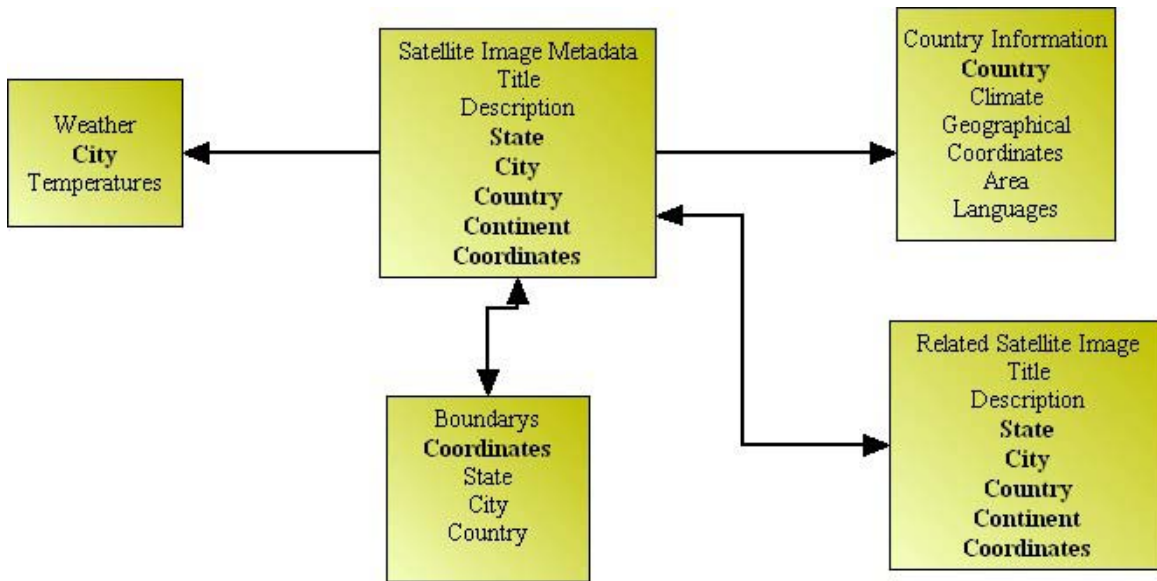 Weather
City
Temperatures
Satellite Image Metadata
Title
Description
State
City
Country
Continent
Coordinates
Country Information
Country
Climate
Geographical
Coordinates
Area
Languages
Boundarys
Coordinates
State
City
Country
Related Satellite Image
Title
Description
State
City
Country
Continent
Coordinates